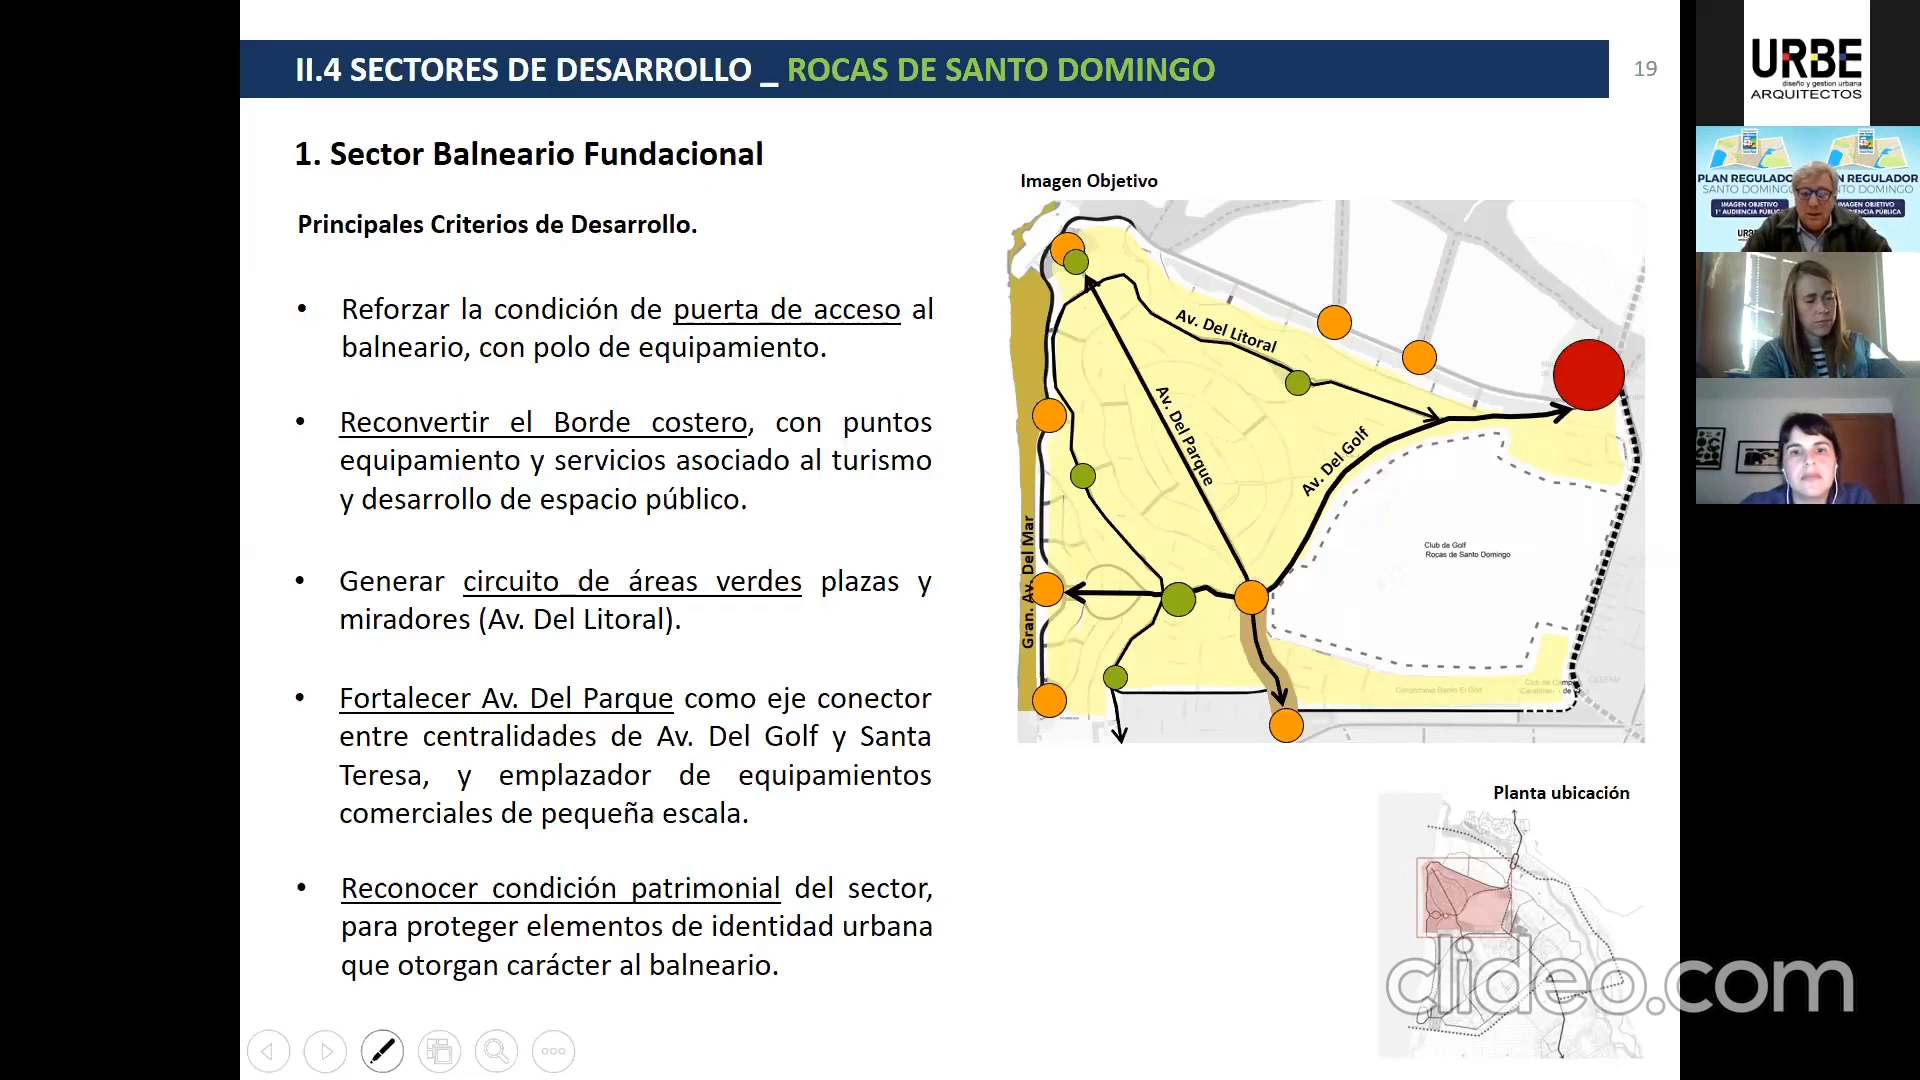 II.4 SECTORES DE DESARROLLO _ ROCAS DE SANTO DOMINGO
19
1. Sector Balneario Fundacional
Principales Criterios de Desarrollo.
• Reforzar la condición de puerta de acceso al
balneario, con polo de equipamiento.
• Reconvertir el Borde costero, con puntos
equipamiento y servicios asociado al turismo
y desarrollo de espacio público.
• Generar circuito de áreas verdes plazas y
miradores (Av. Del Litoral).
• Fortalecer Av. Del Parque como eje conector
entre centralidades de Av. Del Golf y Santa
Teresa, y emplazador de equipamientos
comerciales de pequeña escala.
• Reconocer condición patrimonial del sector,
para proteger elementos de identidad urbana
que otorgan carácter al balneario.
Imagen Objetivo
Av. Del Litoral
Av. Del Parque
Av. Del Golf
Gran. Av. Del Mar
Club de Golf
Rocas de Santo Domingo
Planta ubicación
clideo.com
URBE
diseño y gestion urbana
ARQUITECTOS
PLAN REGULADOR
SANTO DOMINGO
IMAGEN OBJETIVO
1ª AUDIENCIA PÚBLICA